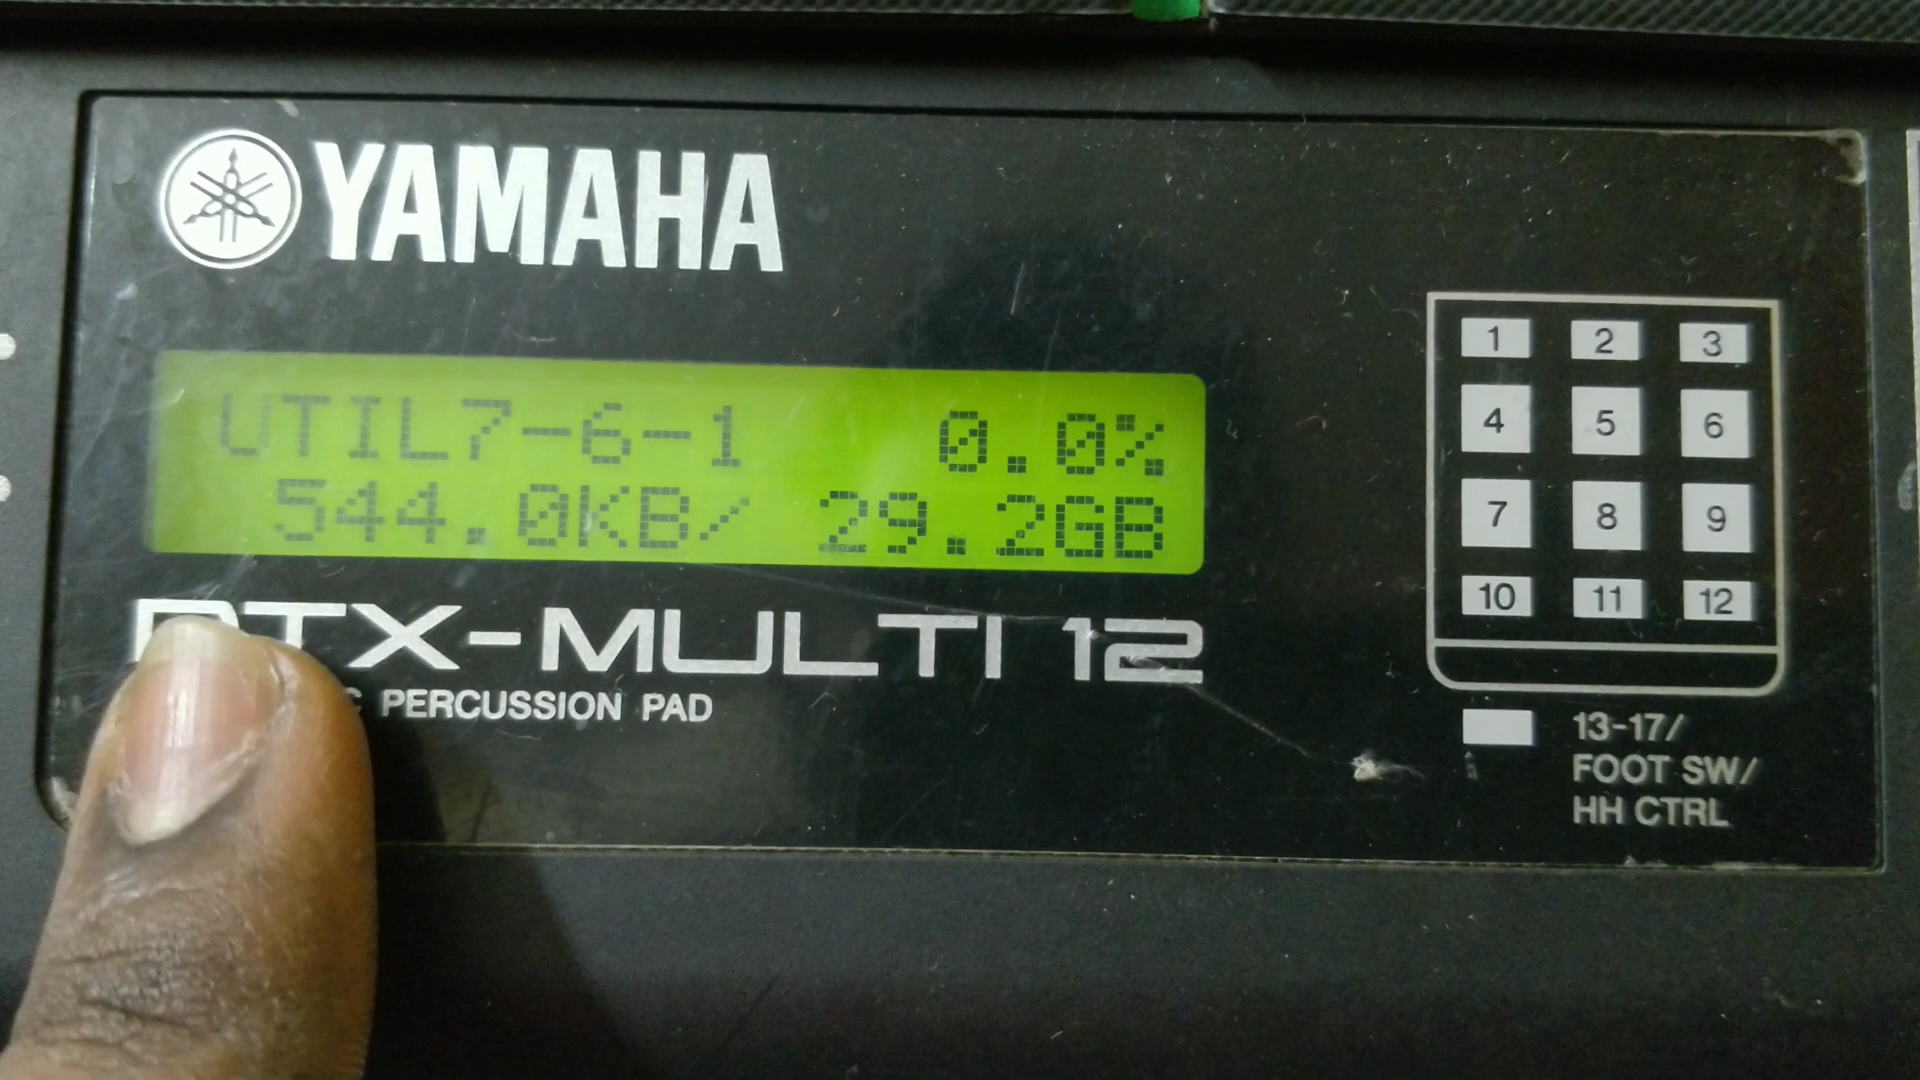 YAMAHA
UTIL7-6-1 0.0%
544.0KB/ 29.2GB
TX-MULTI 12
PERCUSSION PAD
1 2 3
4 5 6
7 8 9
10 11 12
13-17/
FOOT SW/
HH CTRL